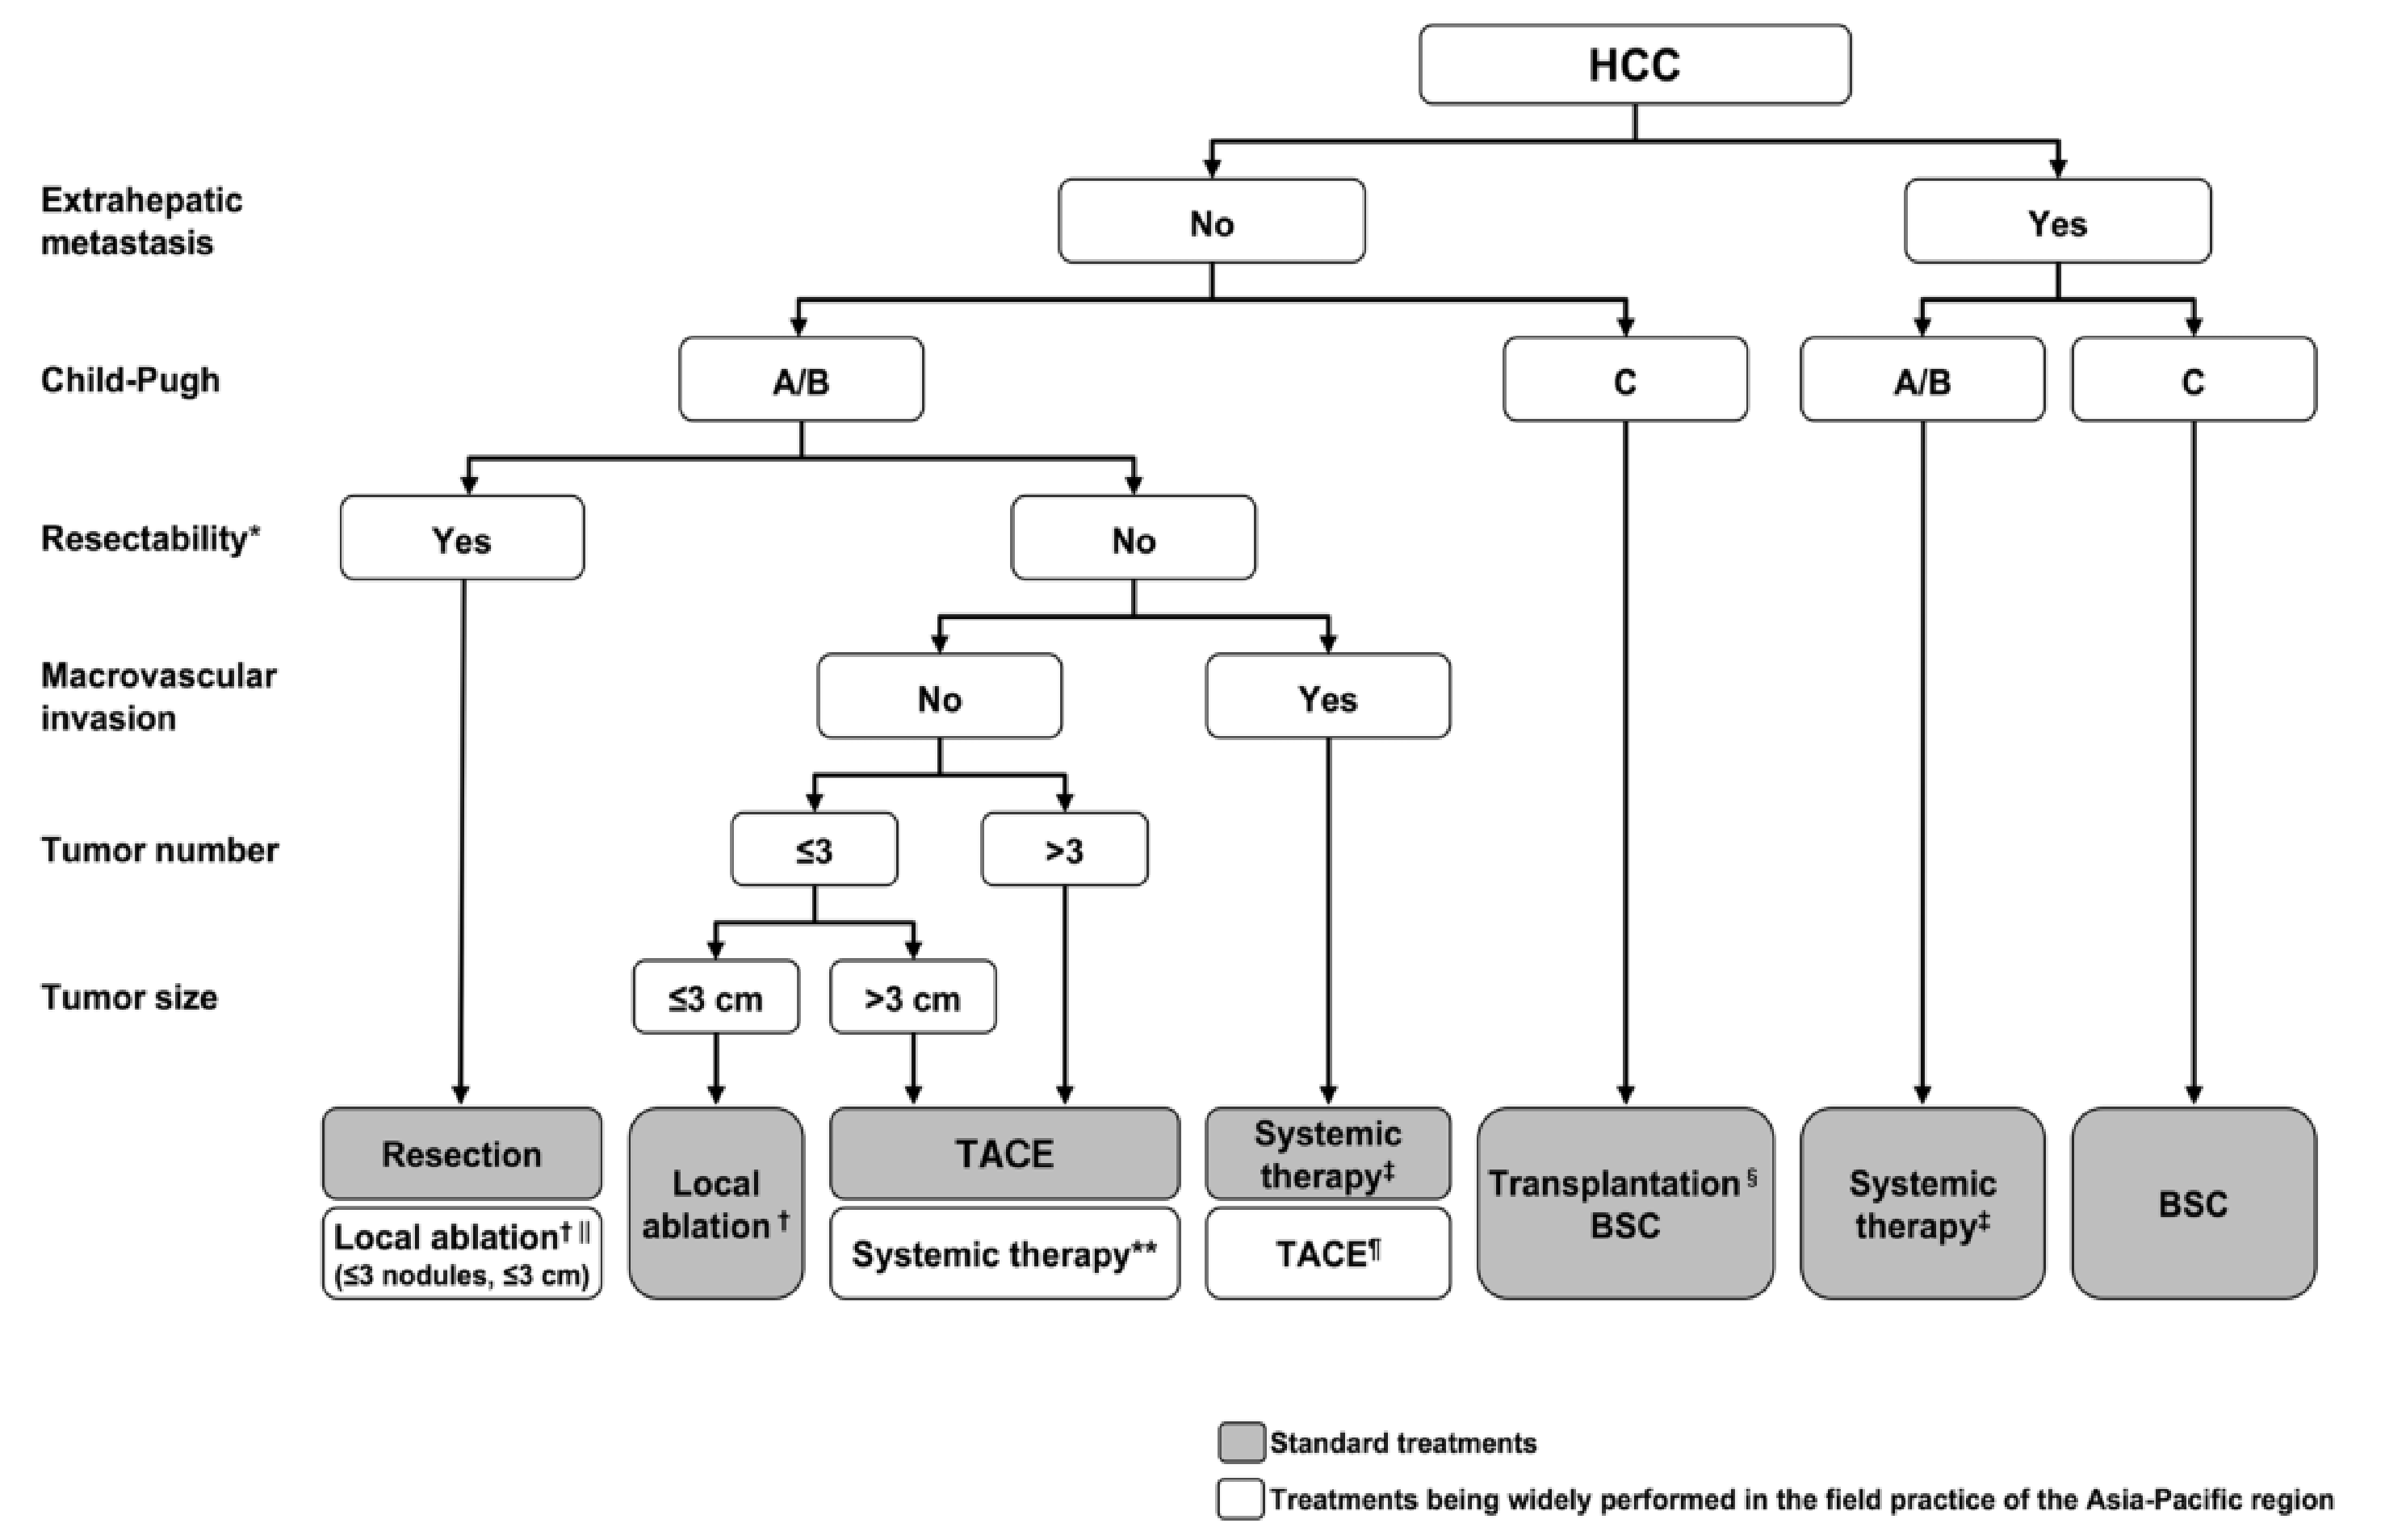 HCC
Extrahepatic
metastasis
No
Yes
Child-Pugh
A/B
C
A/B
C
Resectability*
Yes
No
Macrovascular
invasion
No
Yes
Tumor number
≤3
>3
Tumor size
≤3 cm
>3 cm
Resection
Local ablation† ||
(≤3 nodules, ≤3 cm)
Local
ablation †
TACE
Systemic therapy**
Systemic
therapy‡
TACE¶
Transplantation §
BSC
Systemic
therapy‡
BSC
Standard treatments
Treatments being widely performed in the field practice of the Asia-Pacific region